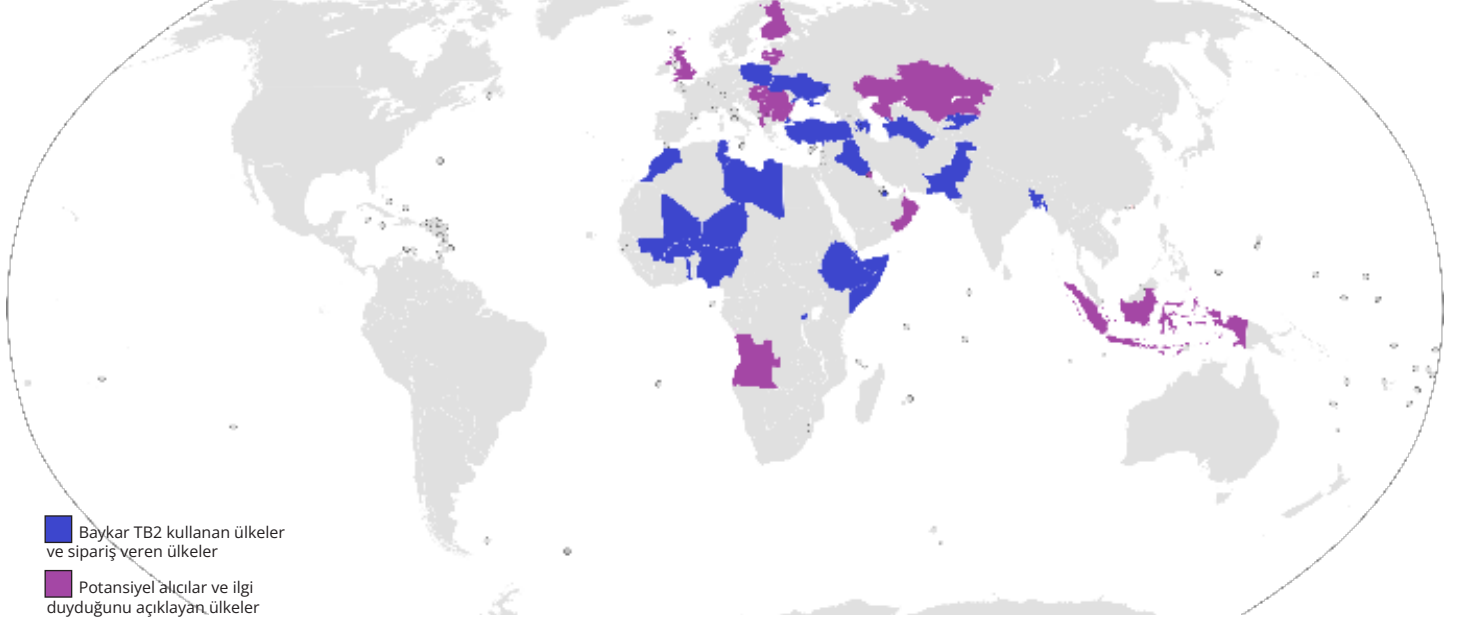 Baykar TB2 kullanan ülkeler
ve sipariş veren ülkeler
Potansiyel alıcılar ve ilgi
duyduğunu açıklayan ülkeler